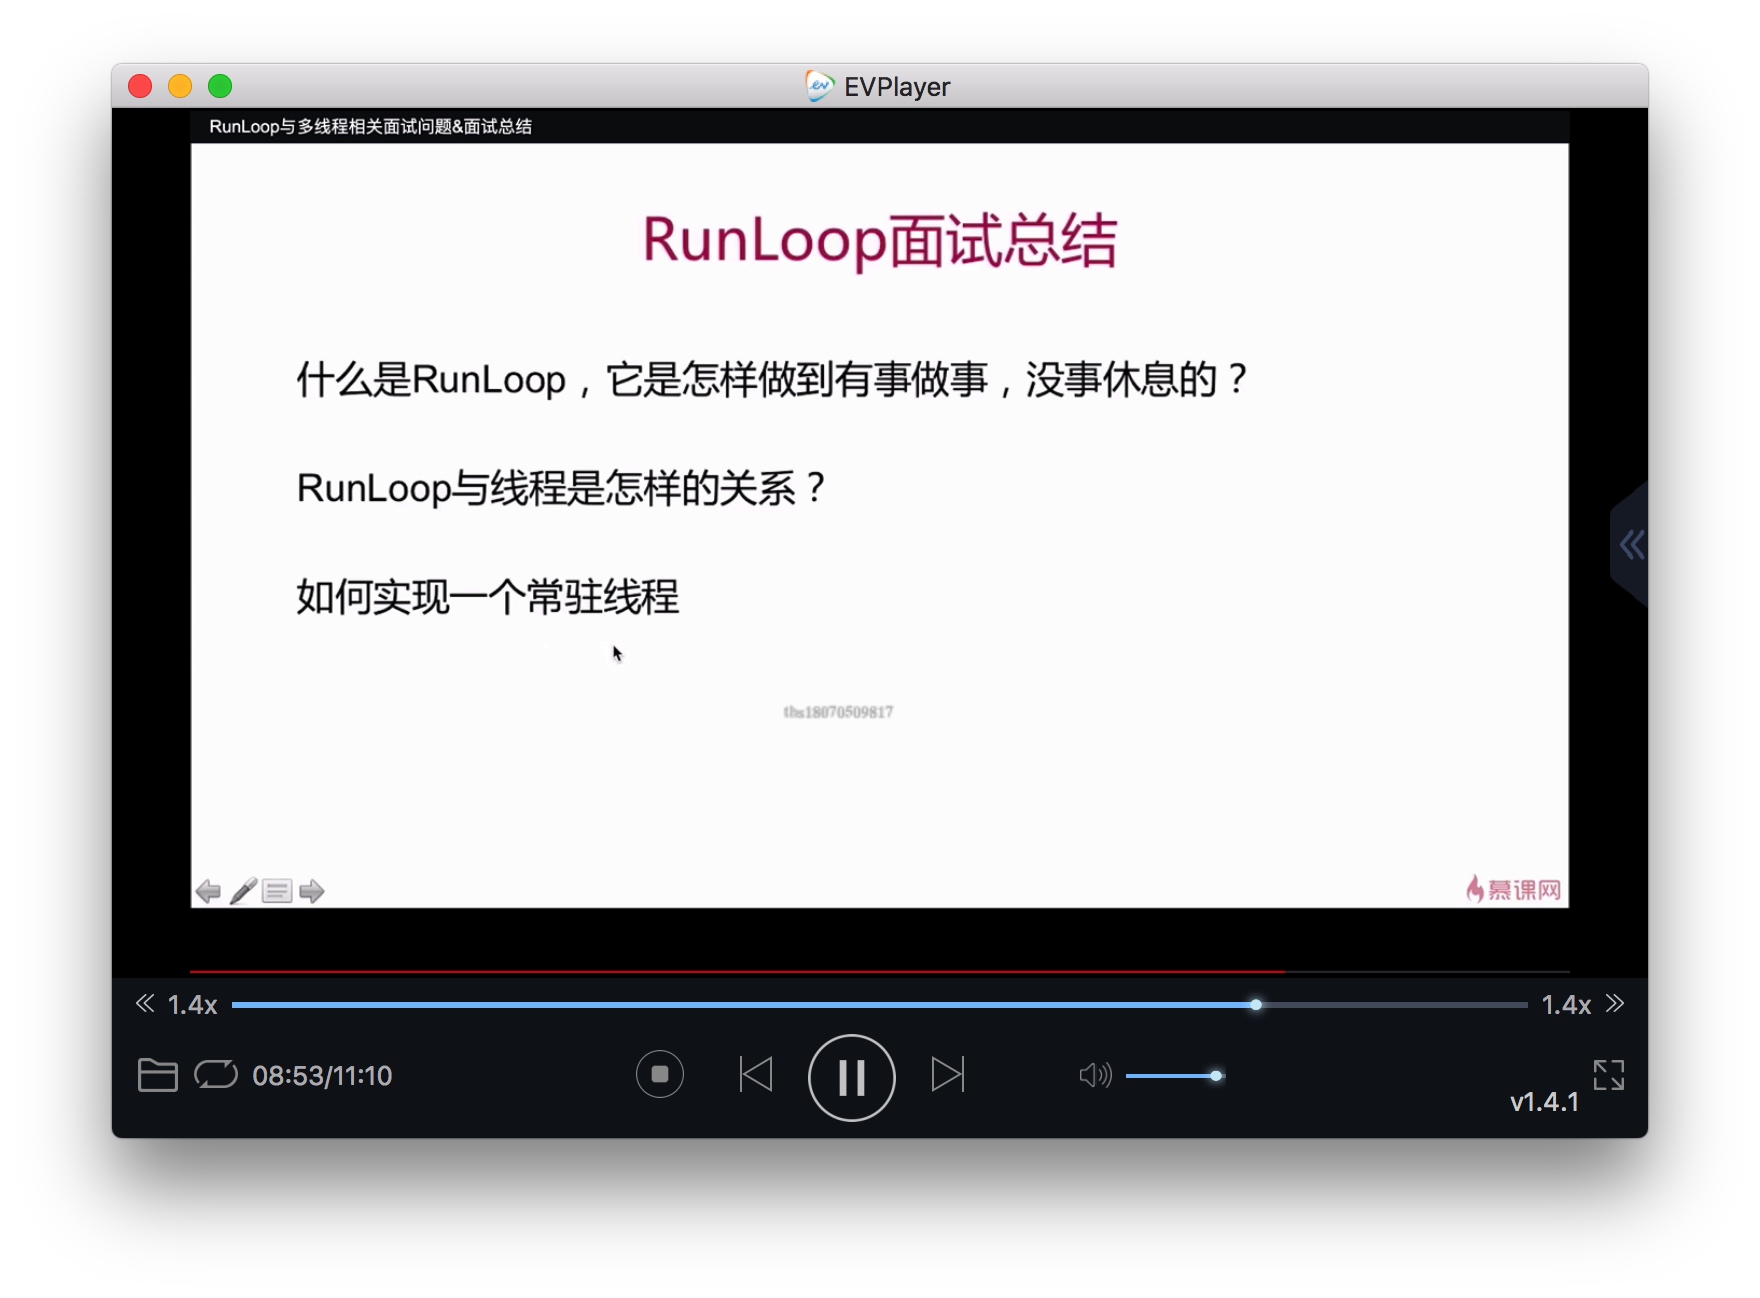 EVPlayer
RunLoop与多线程相关面试问题&面试总结
RunLoop面试总结
什么是RunLoop，它是怎样做到有事做事，没事休息的？
RunLoop与线程是怎样的关系？
如何实现一个常驻线程
ths18070509817
慕课网
1.4x
1.4x
08:53/11:10
v1.4.1